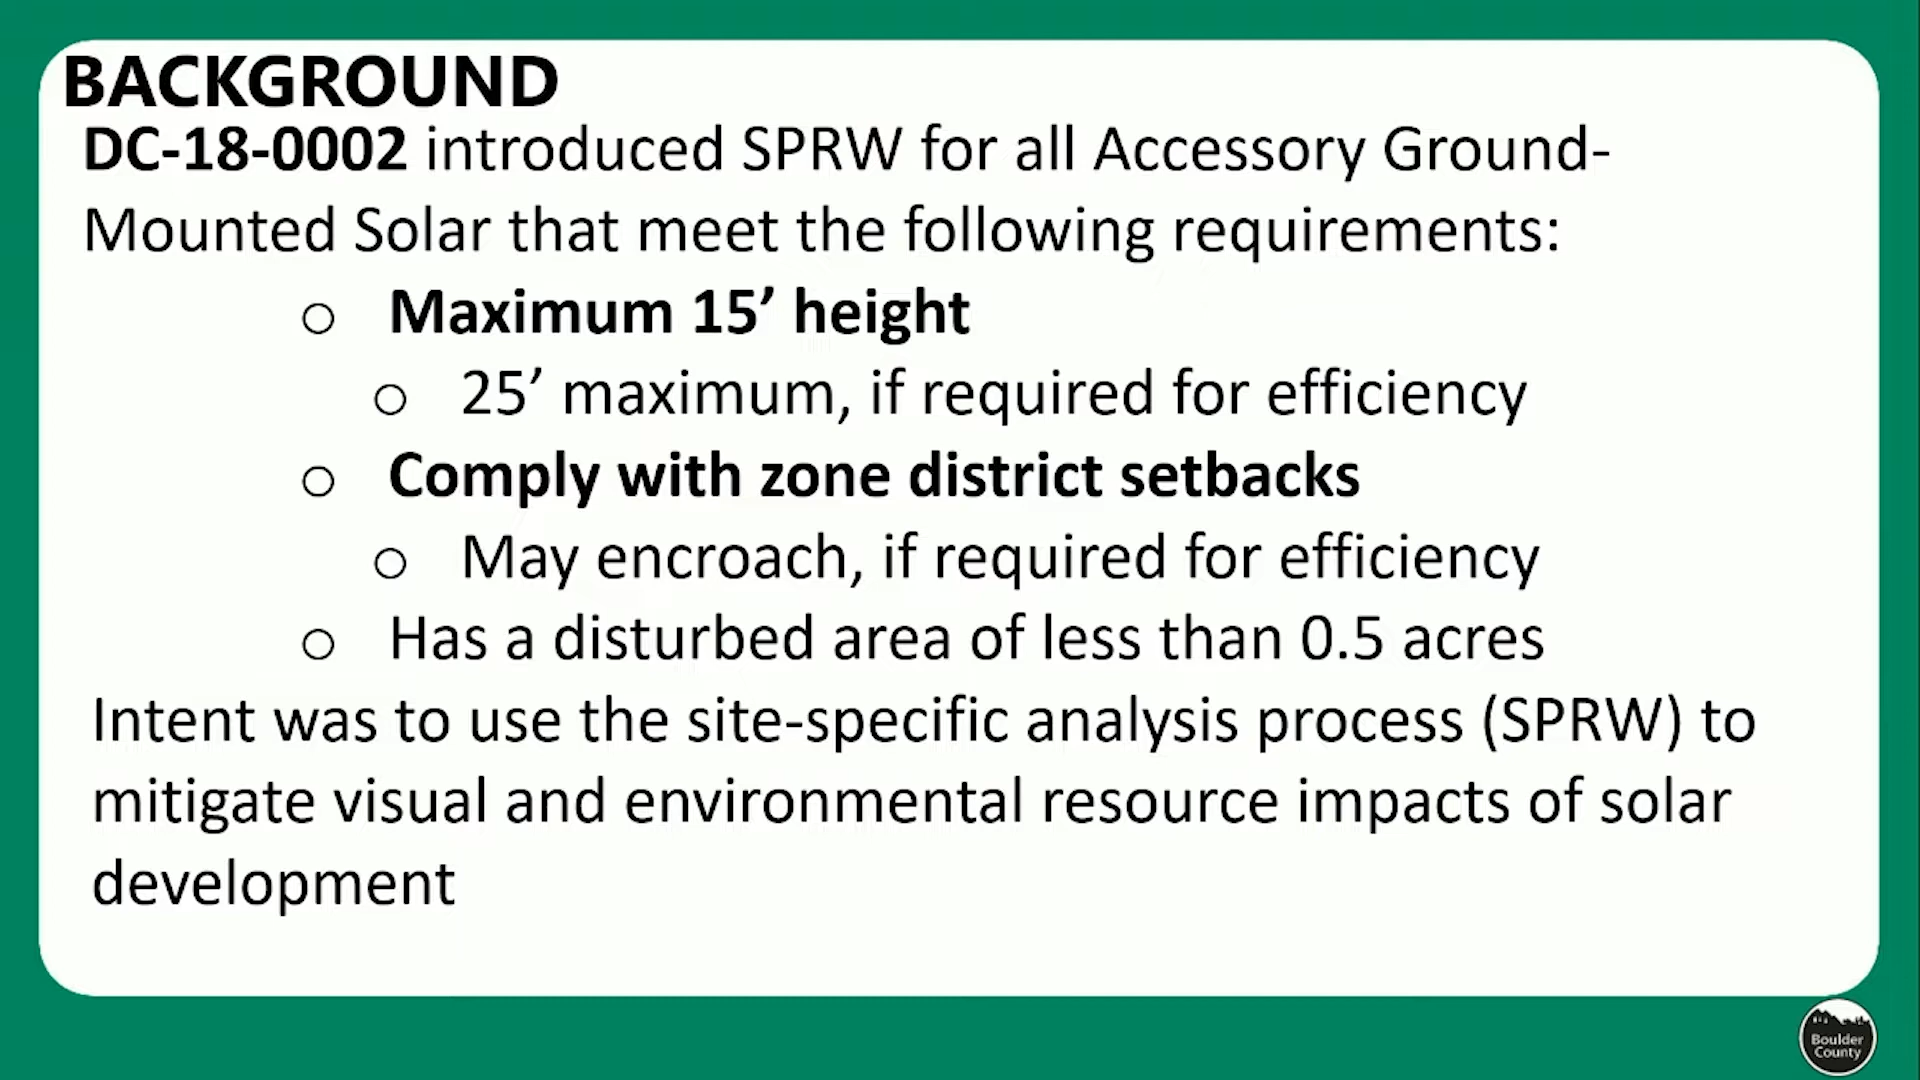 BACKGROUND
DC-18-0002 introduced SPRW for all Accessory Ground-
Mounted Solar that meet the following requirements:
o Maximum 15’ height
o 25’ maximum, if required for efficiency
o Comply with zone district setbacks
o May encroach, if required for efficiency
o Has a disturbed area of less than 0.5 acres
Intent was to use the site-specific analysis process (SPRW) to
mitigate visual and environmental resource impacts of solar
development
Boulder
County